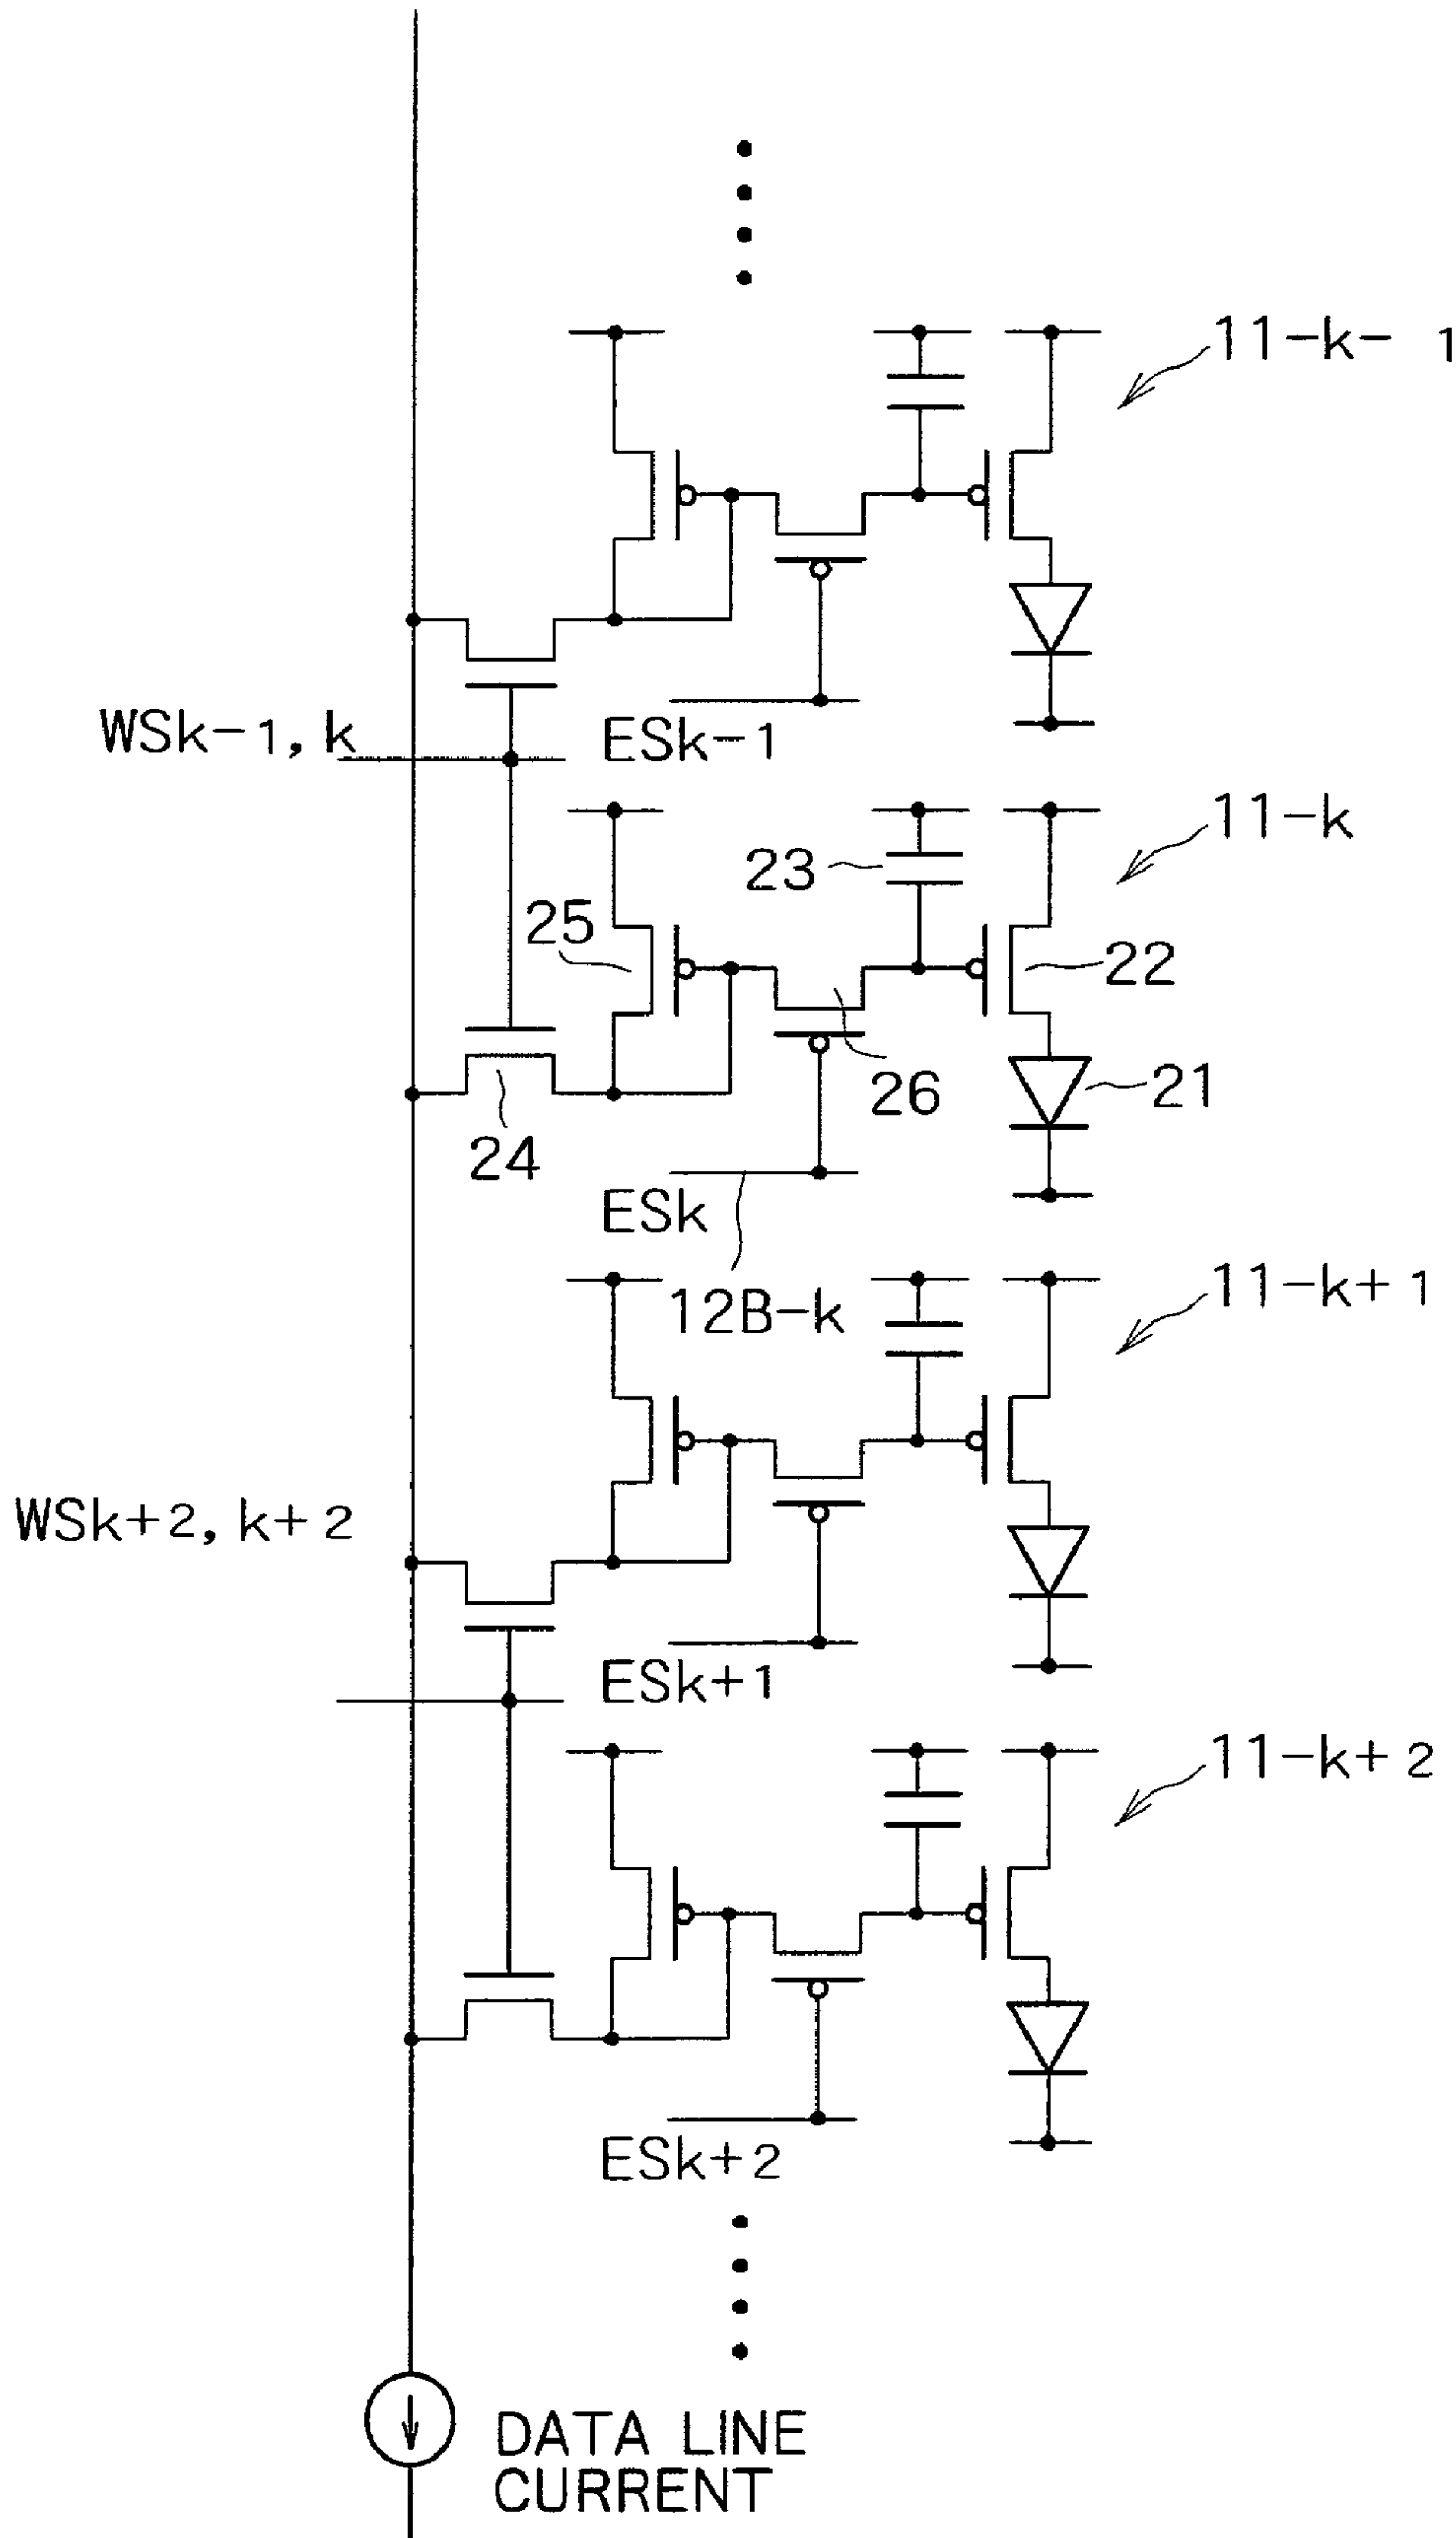 11-k-1
WSk-1, k
ESk-1
11-k
23
25
22
26
21
24
ESk
12B-k
11-k+1
WSk+2, k+2
ESk+1
11-k+2
ESk+2
DATA LINE
CURRENT